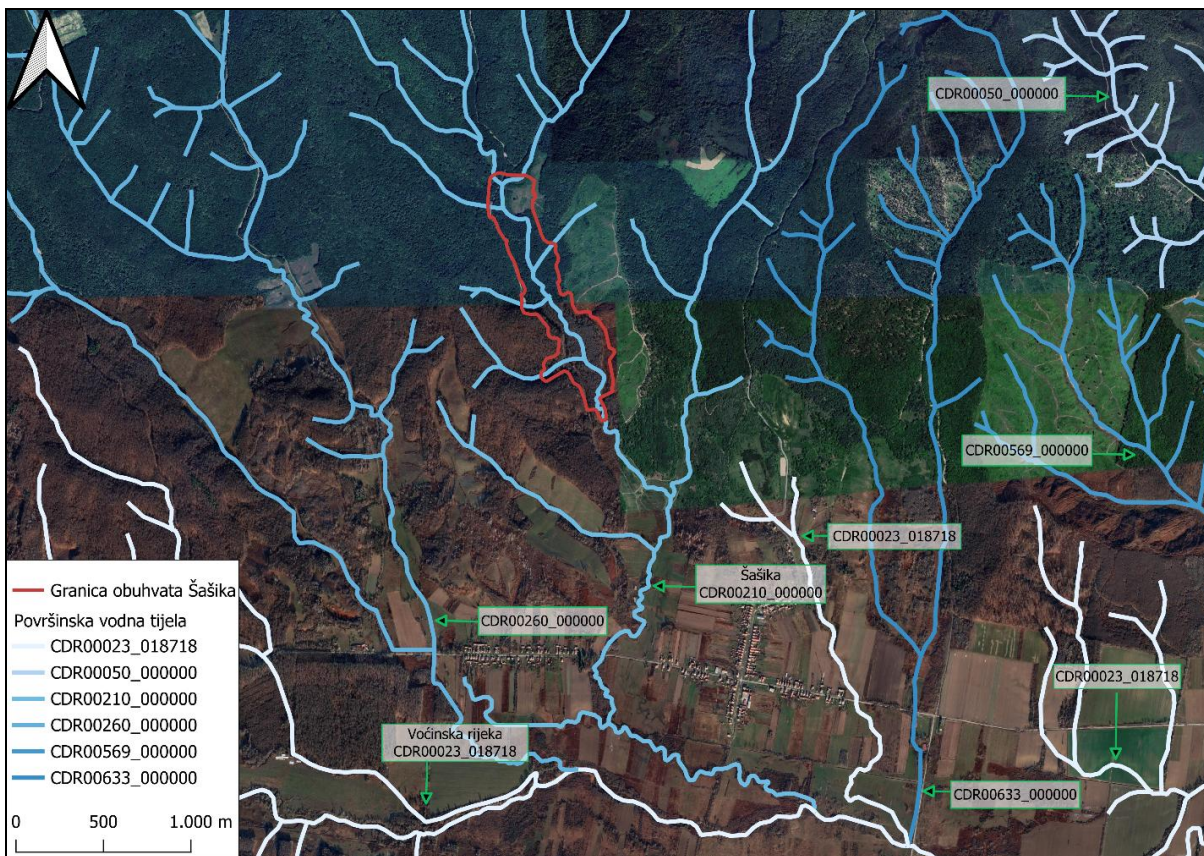 CDR00050_000000
CDR00569_000000
CDR00023_018718
Šašika
CDR00210_000000
CDR00260_000000
CDR00023_018718
Voćinska rijeka
CDR00023_018718
CDR00633_000000
Granica obuhvata Šašika
Površinska vodna tijela
CDR00023_018718
CDR00050_000000
CDR00210_000000
CDR00260_000000
CDR00569_000000
CDR00633_000000
0 500 1.000 m